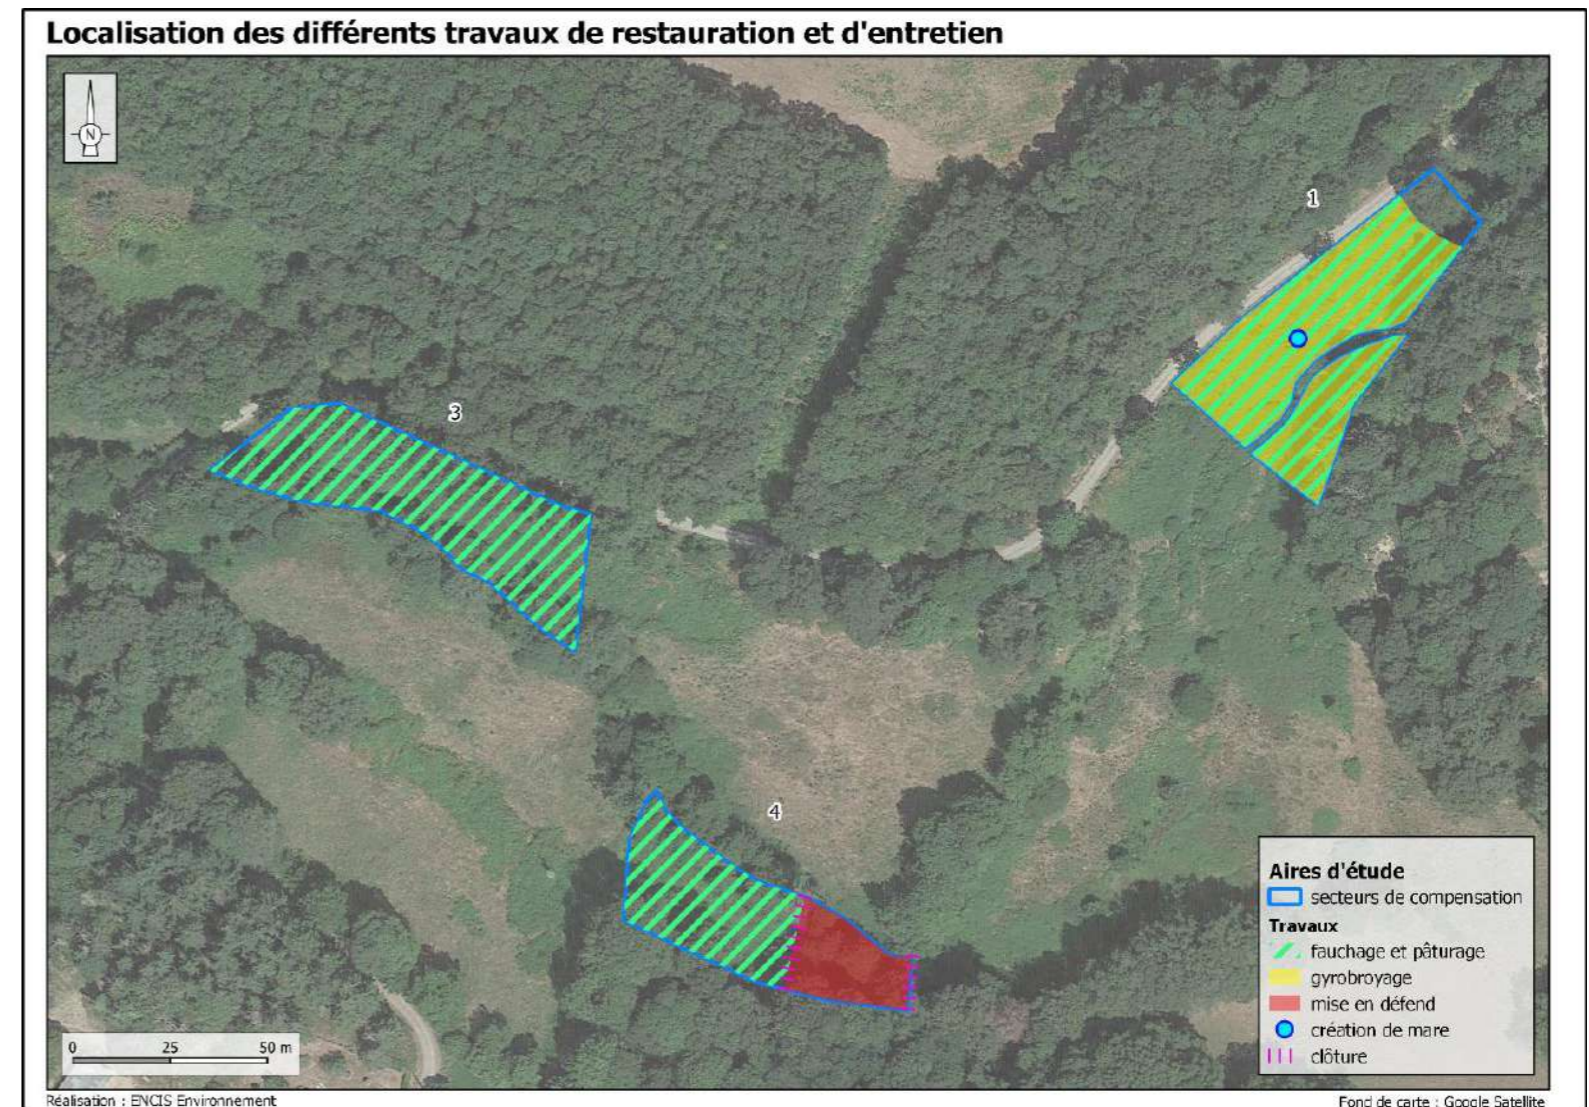 Localisation des différents travaux de restauration et d'entretien
N
1
3
4
Aires d'étude
secteurs de compensation
Travaux
fauchage et pâturage
gyrobroyage
mise en défend
création de mare
clôture
0 25 50 m
Réalisation : ENCIS Environnement
Fond de carte : Google Satellite